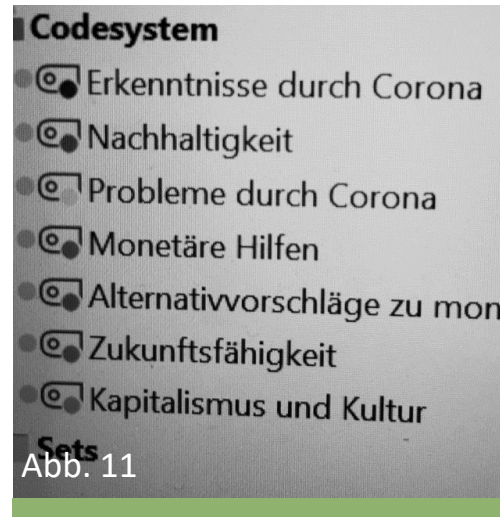 Codesystem
Erkenntnisse durch Corona
Nachhaltigkeit
Probleme durch Corona
Monetäre Hilfen
Alternativvorschläge zu mon
Zukunftsfähigkeit
Kapitalismus und Kultur
Sets
Abb. 11